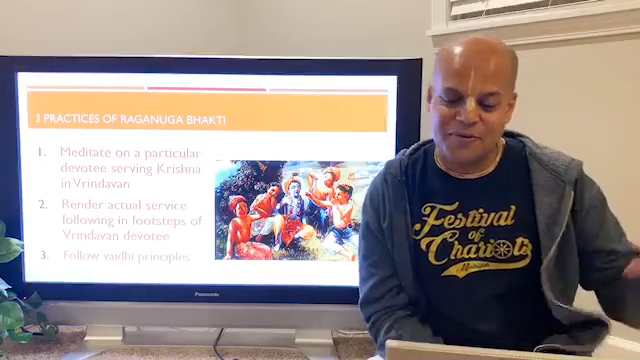 3 PRACTICES OF RAGANUGA BHAKTI
1. Meditate on a particular
devotee serving Krishna
in Vrindavan
2. Render actual service
following in footsteps of
Vrindavan devotee
3. Follow vaidhi principles
Panasonic
Festival
of
Chariots